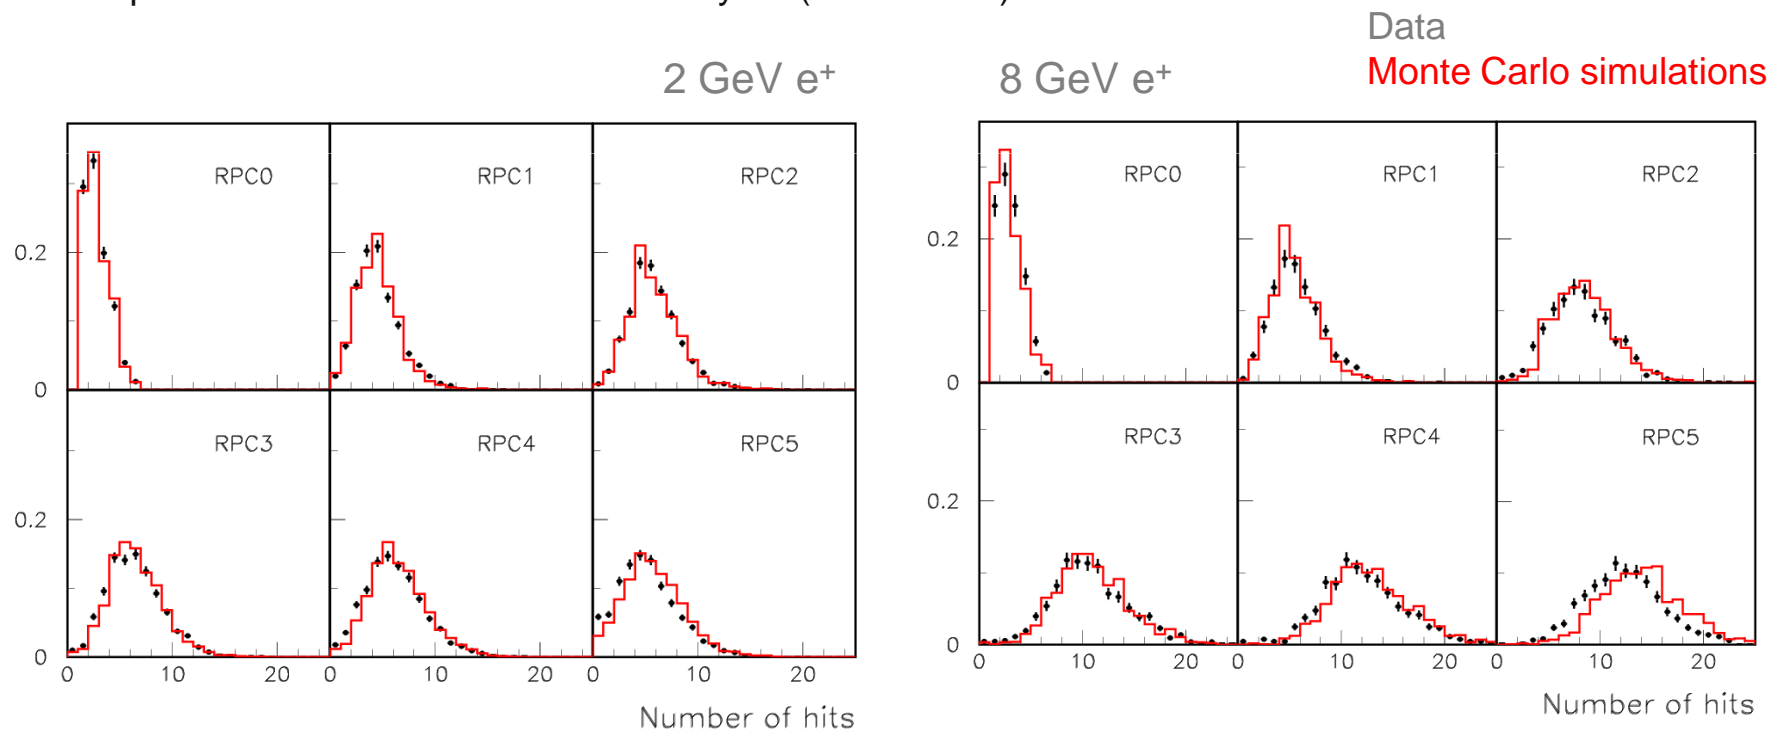 Data
2 GeV e⁺ 8 GeV e⁺ Monte Carlo simulations
RPC0 RPC1 RPC2 RPC0 RPC1 RPC2
0.2 0.2
0 0
RPC3 RPC4 RPC5 RPC3 RPC4 RPC5
0.2 0.2
0 0
0 10 20 0 10 20 0 10 20 0 10 20 0 10 20 0 10 20
Number of hits Number of hits